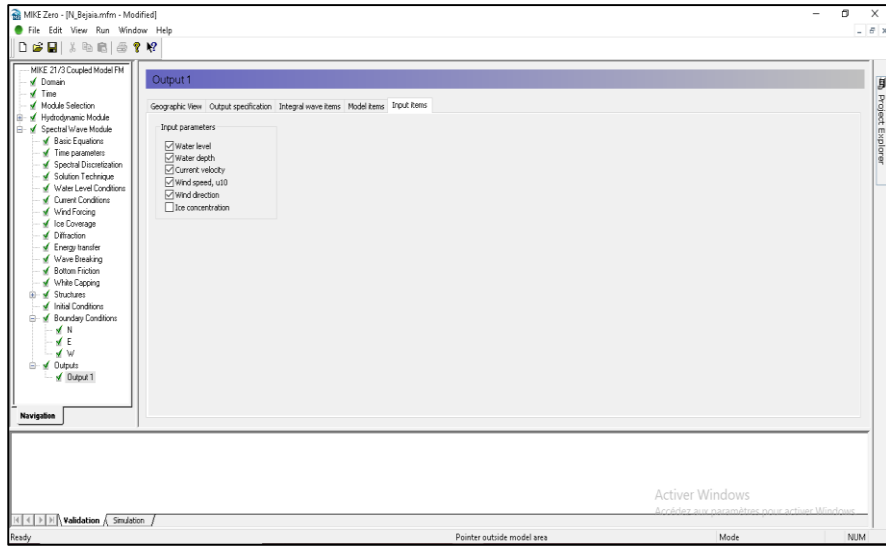 MIKE Zero - [N_Bejaia.mfm - Modified]
File Edit View Run Window Help
MIKE 21/3 Coupled Model FM
Domain
Time
Module Selection
Hydrodynamic Module
Spectral Wave Module
Basic Equations
Time parameters
Spectral Discretization
Solution Technique
Water Level Conditions
Current Conditions
Wind Forcing
Ice Coverage
Diffraction
Energy transfer
Wave Breaking
Bottom Friction
White Capping
Structures
Initial Conditions
Boundary Conditions
N
E
W
Outputs
Output 1
Navigation
Output 1
Geographic View Output specification Integral wave items Model items Input items
Input parameters
Water level
Water depth
Current velocity
Wind speed, u10
Wind direction
Ice concentration
Project Explorer
Activer Windows
Accédez aux paramètres pour activer Windows.
Validation Simulation
Ready Pointer outside model area Mode NUM